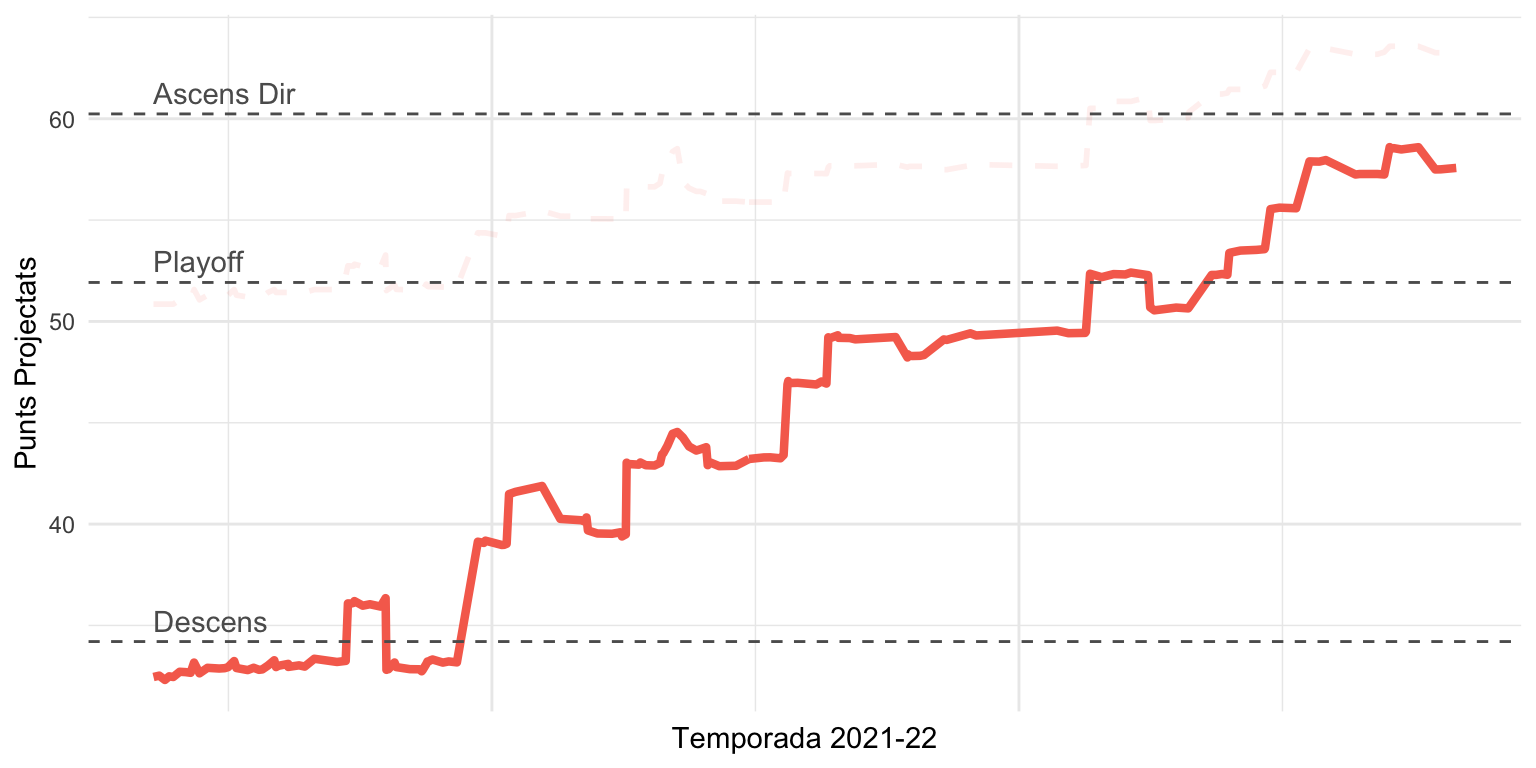 Ascens Dir
60
Playoff
50
Punts Projectats
40
Descens
Temporada 2021-22